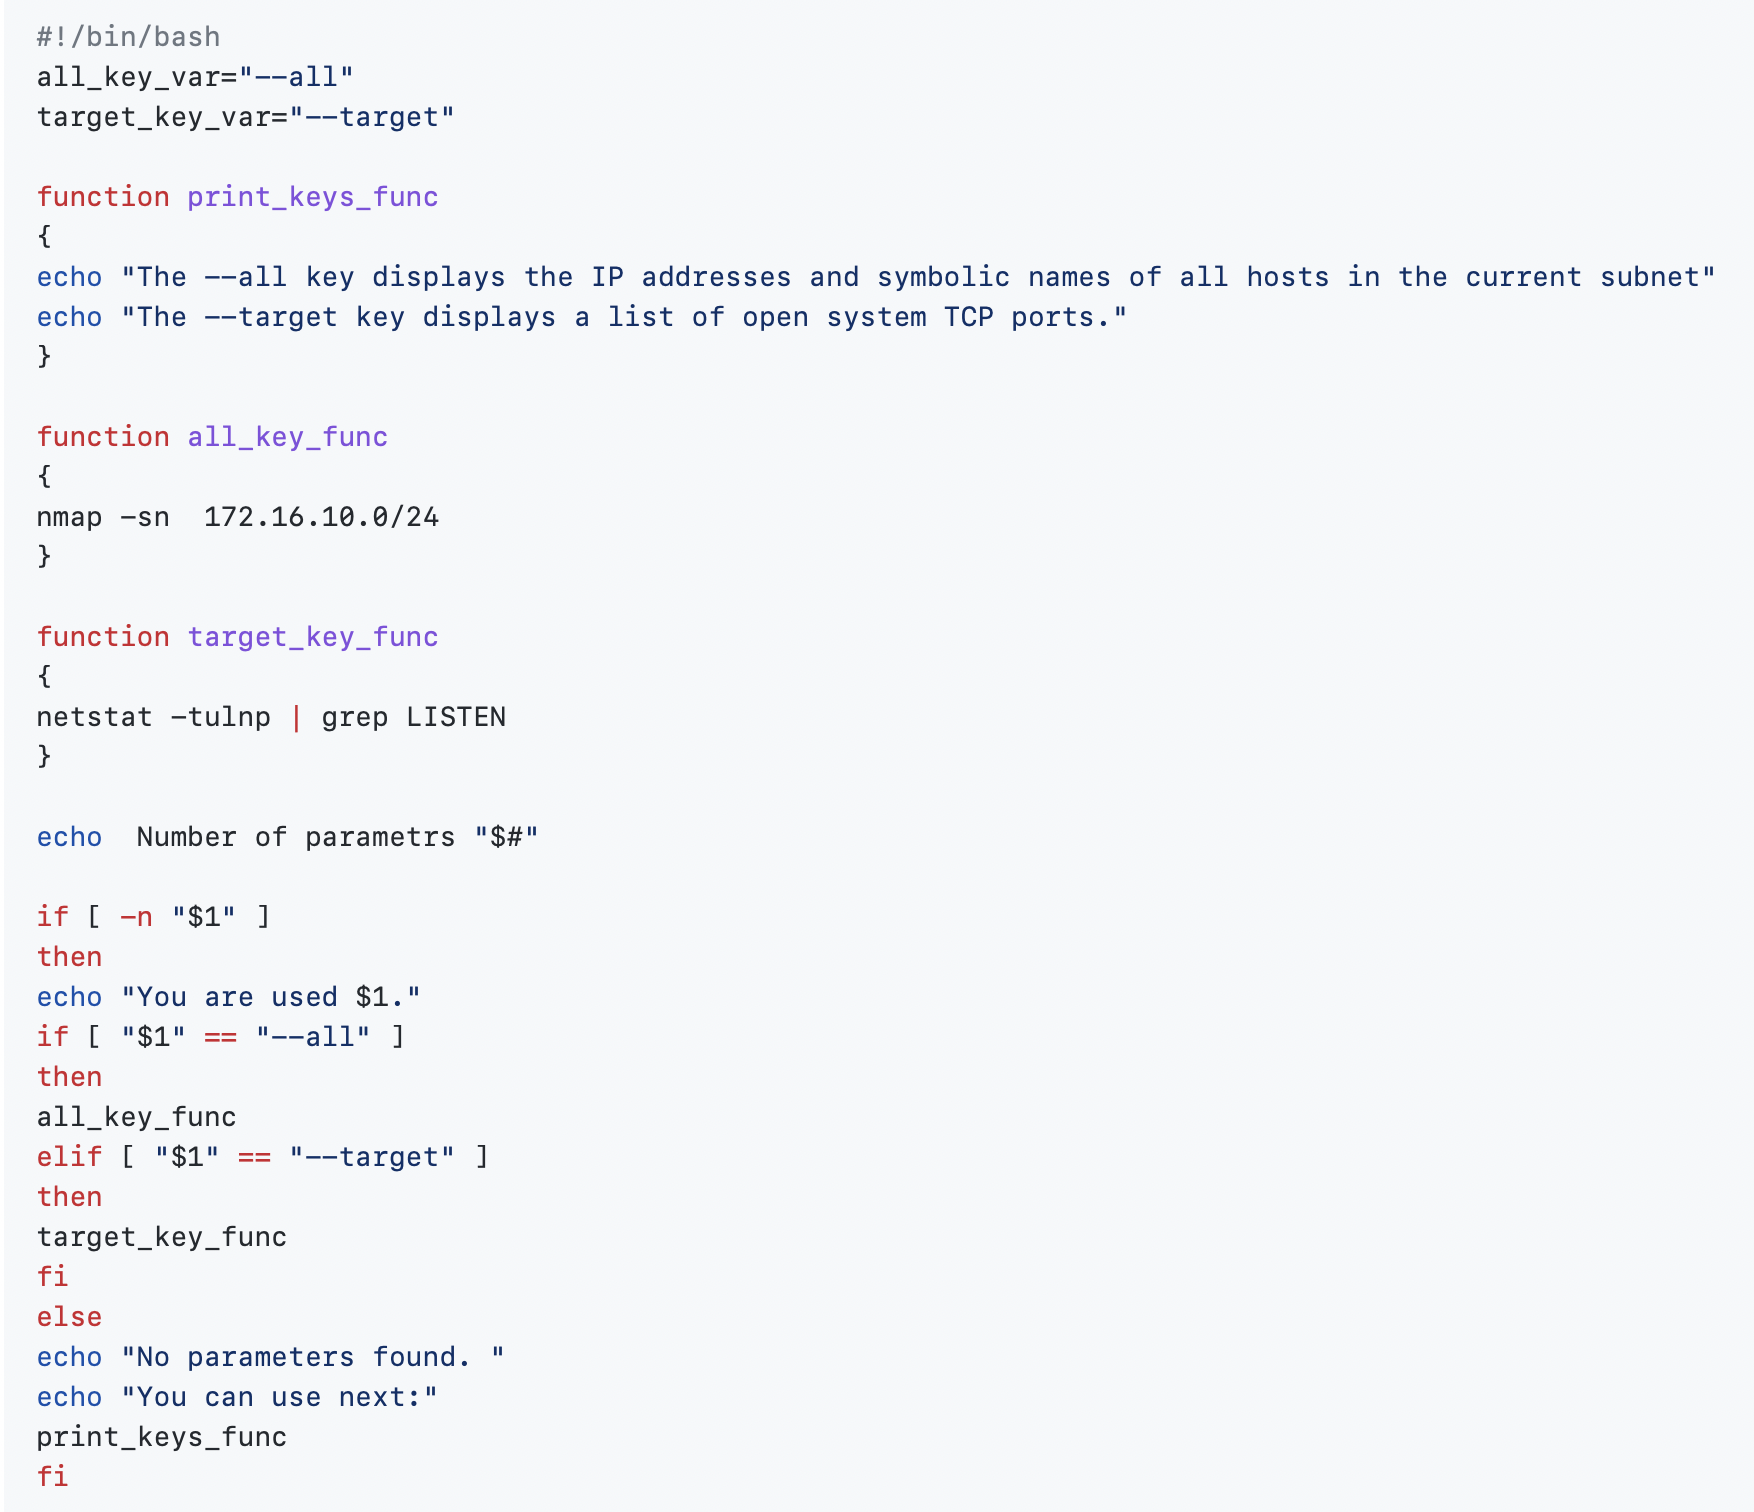 #!/bin/bash
all_key_var="--all"
target_key_var="--target"
function print_keys_func
{
echo "The --all key displays the IP addresses and symbolic names of all hosts in the current subnet"
echo "The --target key displays a list of open system TCP ports."
}
function all_key_func
{
nmap -sn  172.16.10.0/24
}
function target_key_func
{
netstat -tulnp | grep LISTEN
}
echo  Number of parametrs "$#"
if [ -n "$1" ]
then
echo "You are used $1."
if [ "$1" == "--all" ]
then
all_key_func
elif [ "$1" == "--target" ]
then
target_key_func
fi
else
echo "No parameters found. "
echo "You can use next:"
print_keys_func
fi